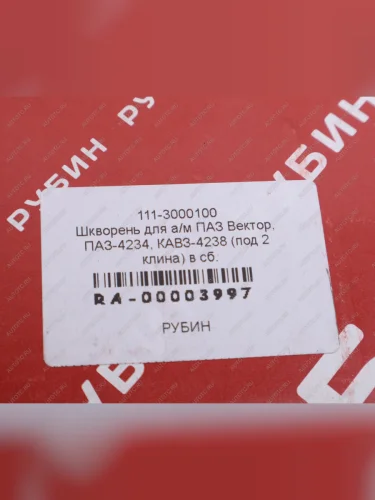 РУБИН
РУБИН
111-3000100
Шкворень для а/м ПАЗ Вектор,
ПАЗ-4234, КАВЗ-4238 (под 2
клина) в сб.
RA-00003997
РУБИН
РУБИН